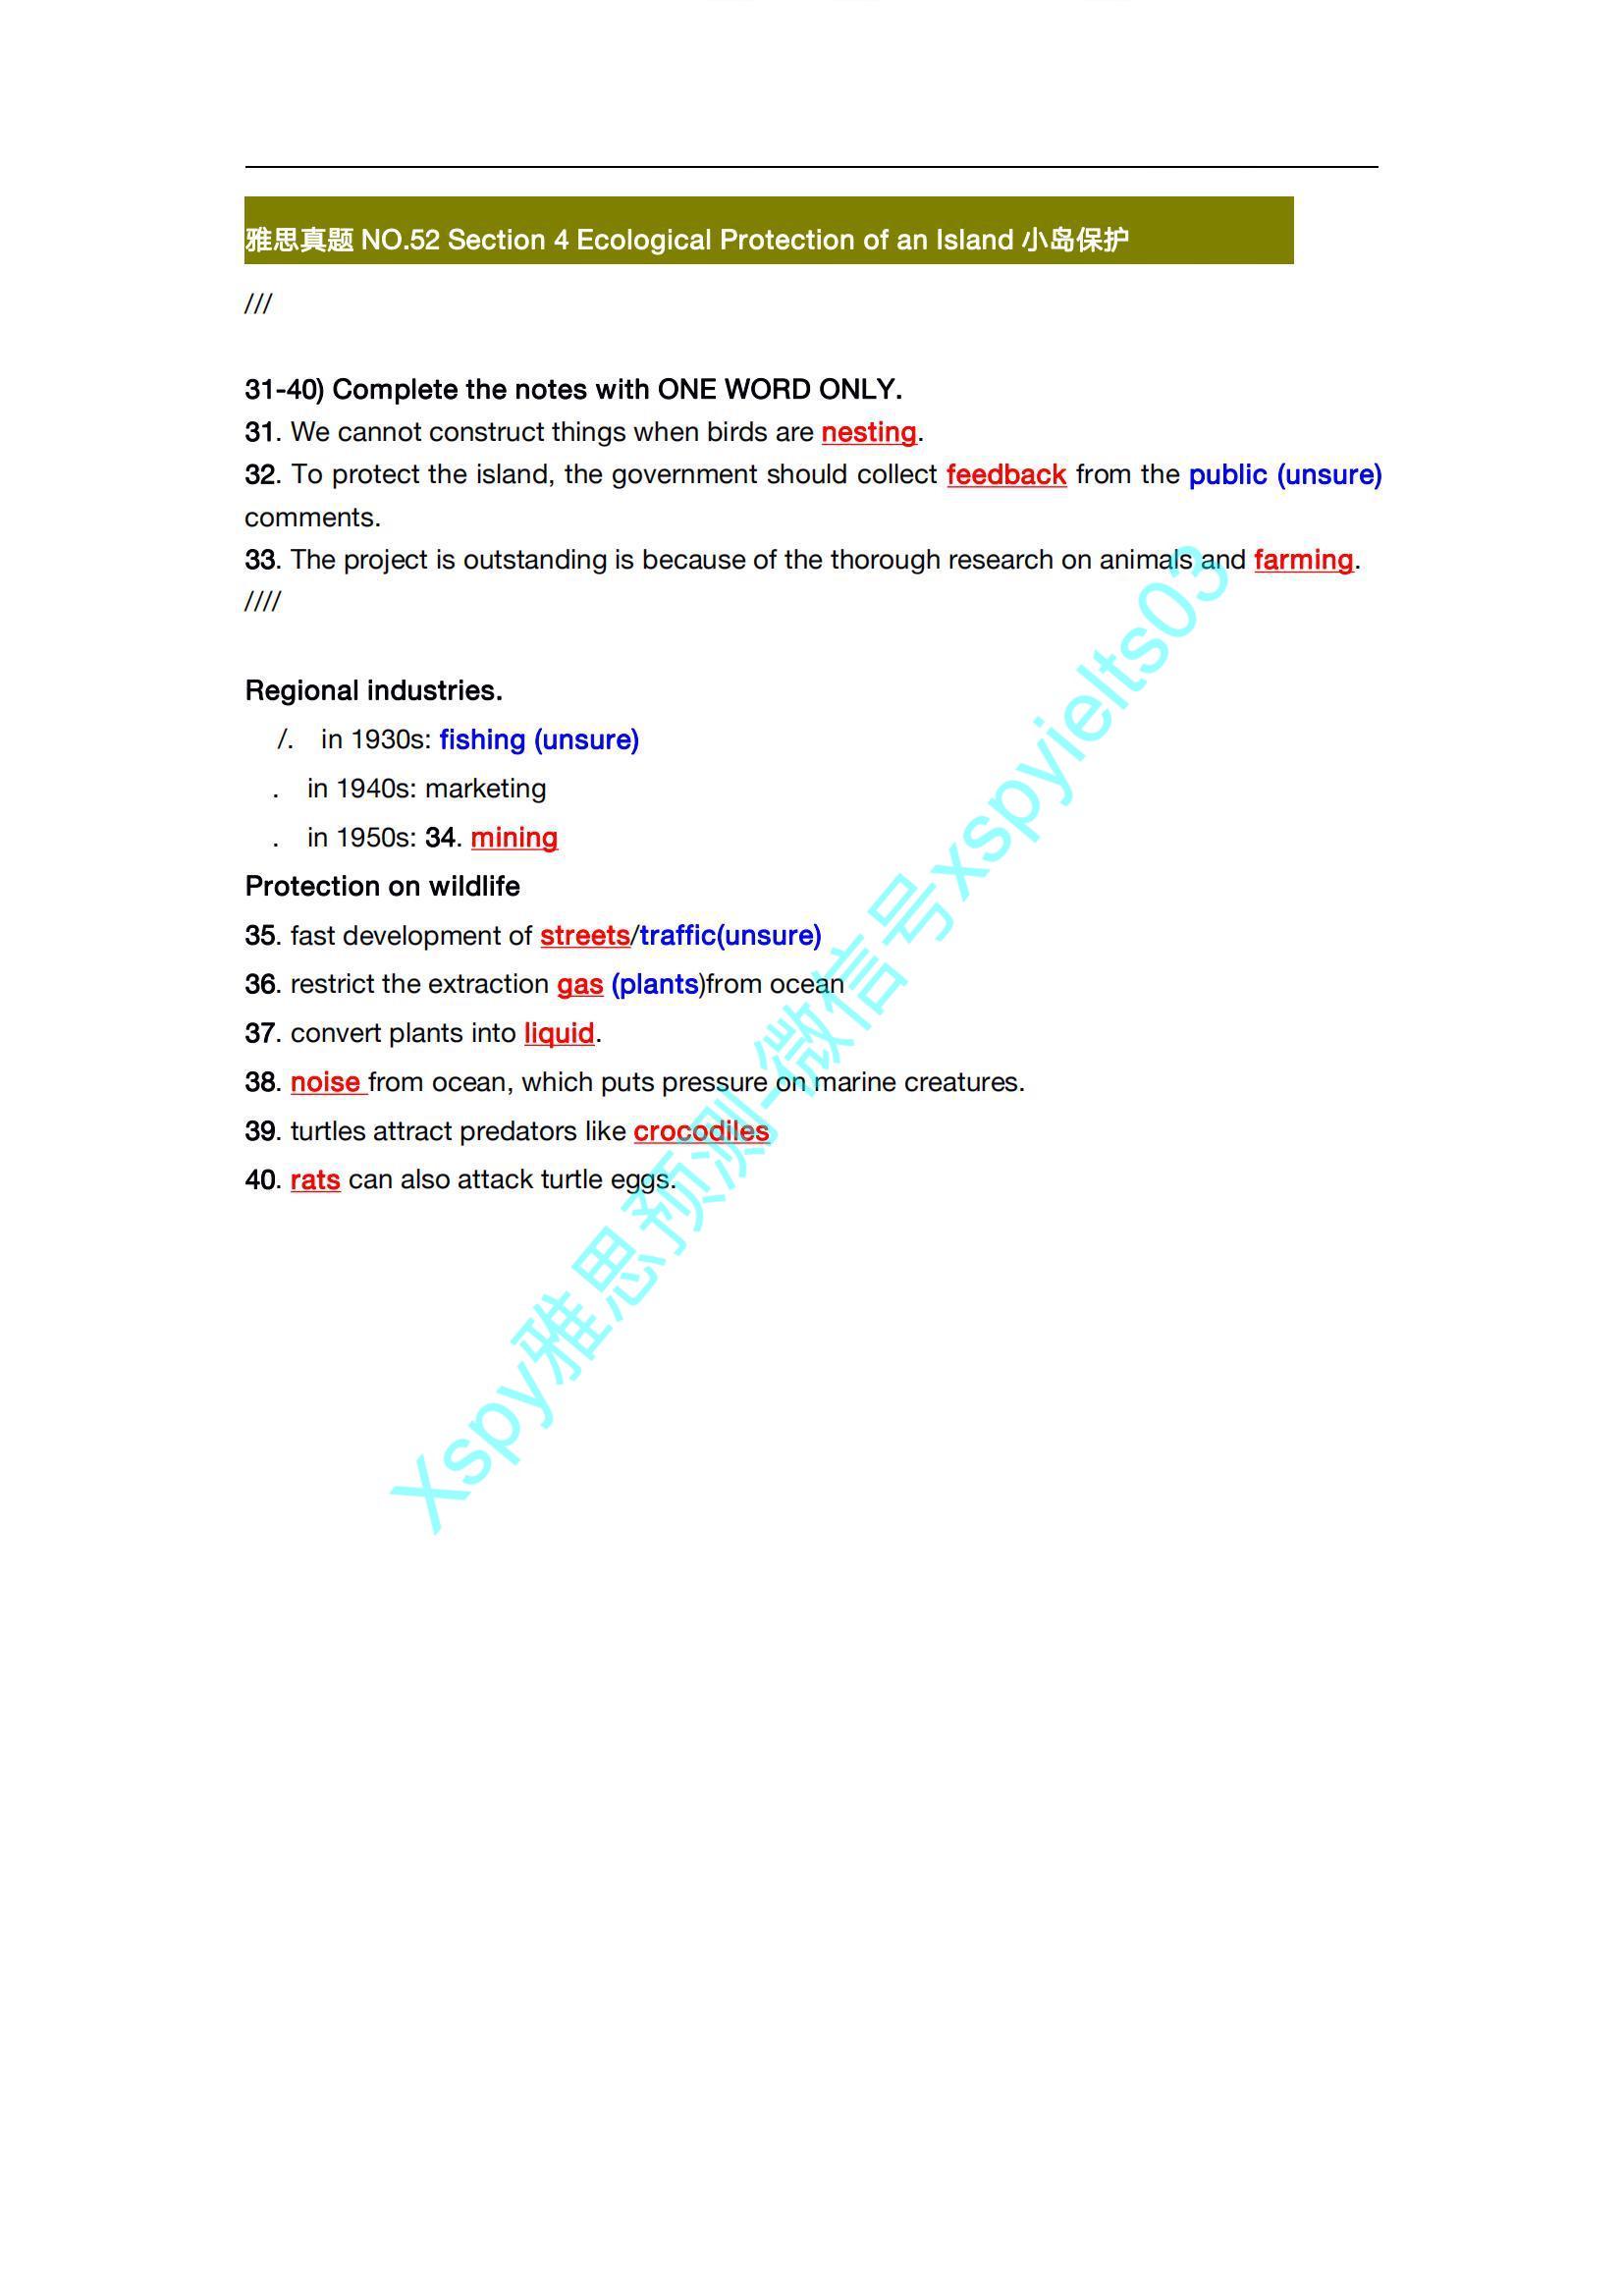 雅思真题 NO.52 Section 4 Ecological Protection of an Island 小岛保护
///
31-40) Complete the notes with ONE WORD ONLY.
31. We cannot construct things when birds are nesting.
32. To protect the island, the government should collect feedback from the public (unsure)
comments.
33. The project is outstanding is because of the thorough research on animals and farming.
////
Regional industries.
/. in 1930s: fishing (unsure)
. in 1940s: marketing
. in 1950s: 34. mining
Protection on wildlife
35. fast development of streets/traffic(unsure)
36. restrict the extraction gas (plants)from ocean
37. convert plants into liquid.
38. noise from ocean, which puts pressure on marine creatures.
39. turtles attract predators like crocodiles
40. rats can also attack turtle eggs.
Xspy雅思预测-微信号xspyielts03